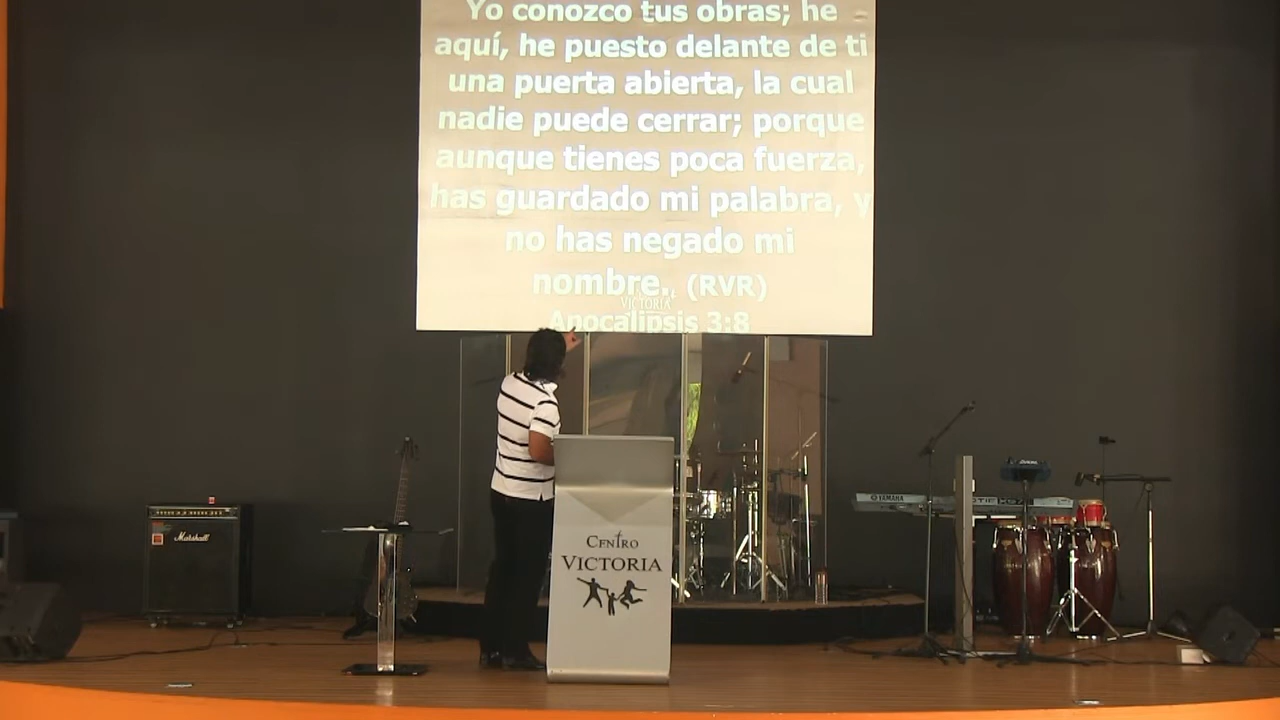 Yo conozco tus obras; he
aquí, he puesto delante de ti
una puerta abierta, la cual
nadie puede cerrar; porque
aunque tienes poca fuerza,
has guardado mi palabra, y
no has negado mi
nombre. (RVR)
VICTORIA
Apocalipsis 3:8
Marshall
CENTRO
VICTORIA
YAMAHA